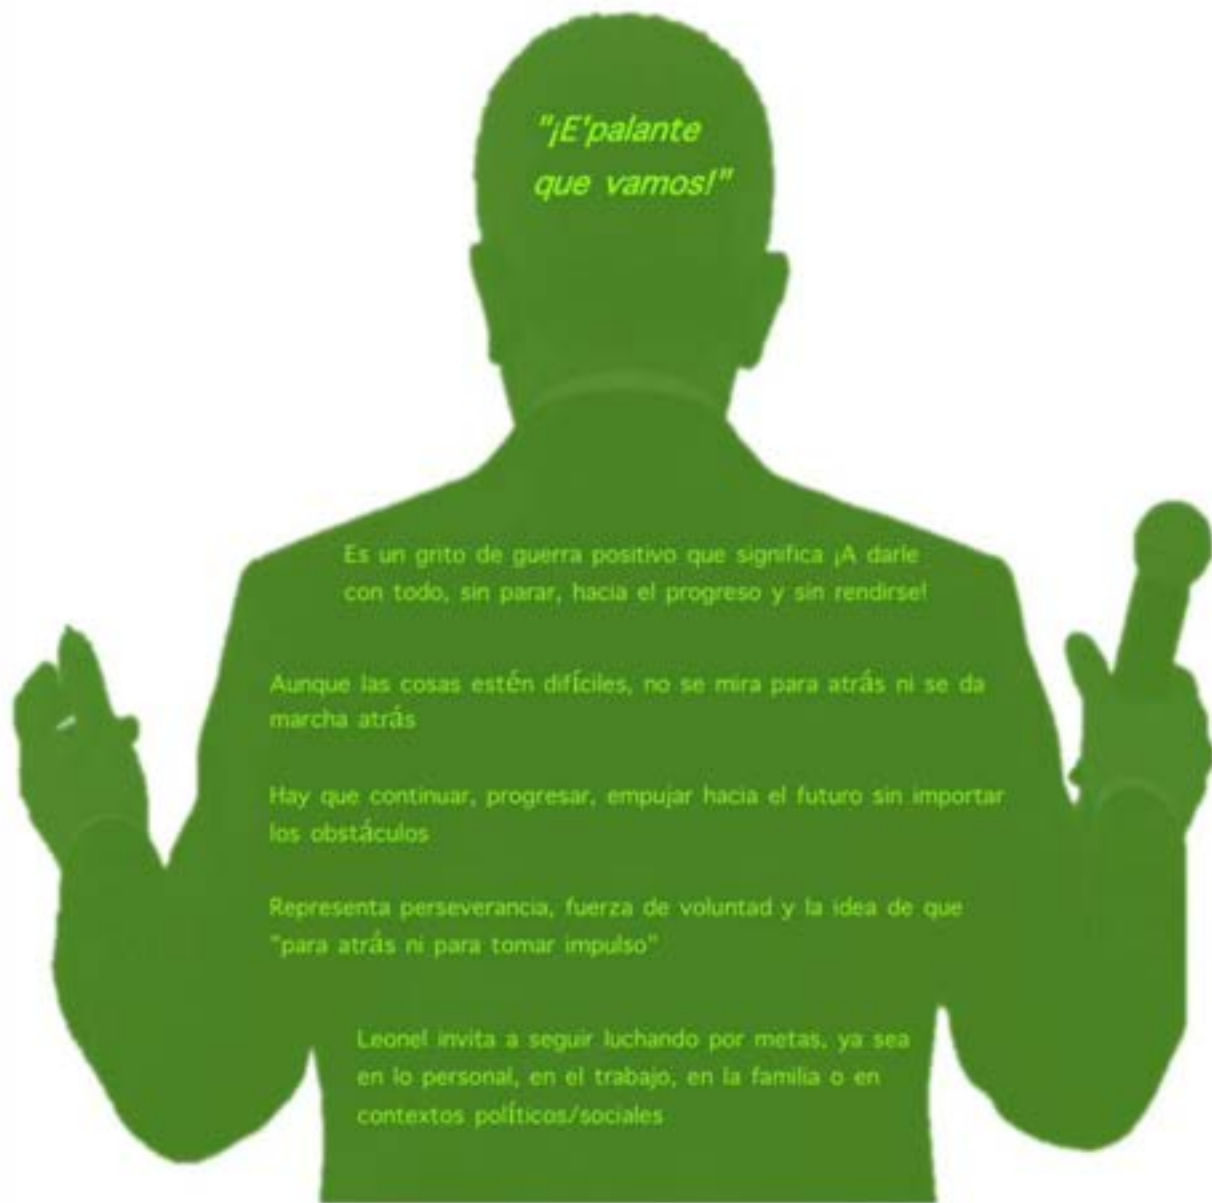 "¡E'palante
que vamos!"
Es un grito de guerra positivo que significa ¡A darle
con todo, sin parar, hacia el progreso y sin rendirse!
Aunque las cosas estén difíciles, no se mira para atrás ni se da
marcha atrás
Hay que continuar, progresar, empujar hacia el futuro sin importar
los obstáculos
Representa perseverancia, fuerza de voluntad y la idea de que
"para atrás ni para tomar impulso"
Leonel invita a seguir luchando por metas, ya sea
en lo personal, en el trabajo, en la familia o en
contextos políticos/sociales